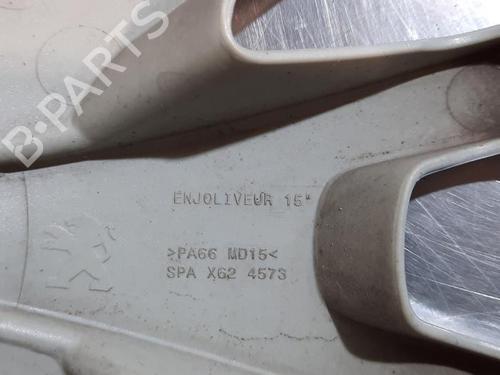 B-PARTS
ENJOLIVEUR 15"
>PA66 MD15<
SPA X62 4573